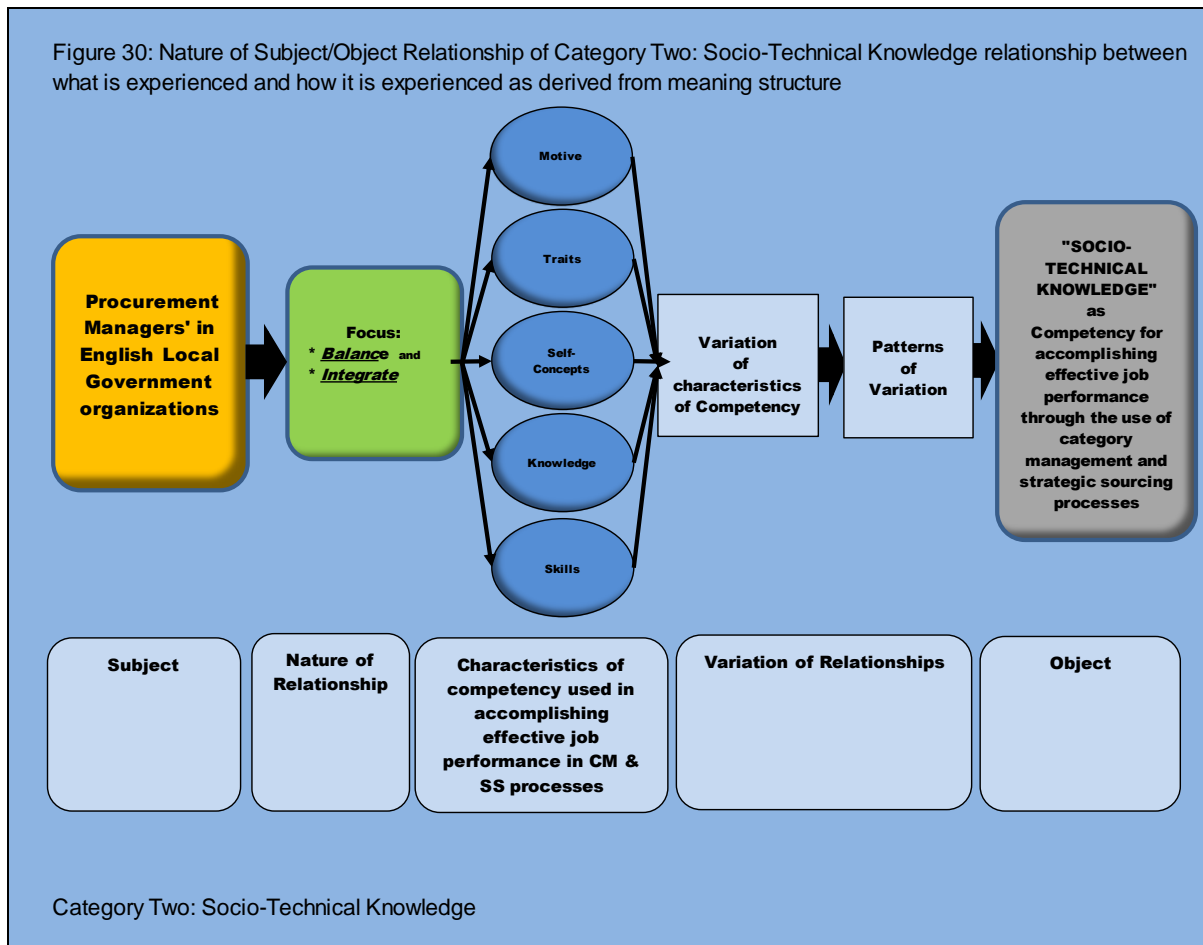 Figure 30: Nature of Subject/Object Relationship of Category Two: Socio-Technical Knowledge relationship between
what is experienced and how it is experienced as derived from meaning structure
Procurement
Managers' in
English Local
Government
organizations
Focus:
* Balance and
* Integrate
Motive
Traits
Self-
Concepts
Knowledge
Skills
Variation
of
characteristics
of Competency
Patterns
of
Variation
"SOCIO-
TECHNICAL
KNOWLEDGE"
as
Competency for
accomplishing
effective job
performance
through the use of
category
management and
strategic sourcing
processes
Subject
Nature of
Relationship
Characteristics of
competency used in
accomplishing
effective job
performance in CM &
SS processes
Variation of Relationships
Object
Category Two: Socio-Technical Knowledge